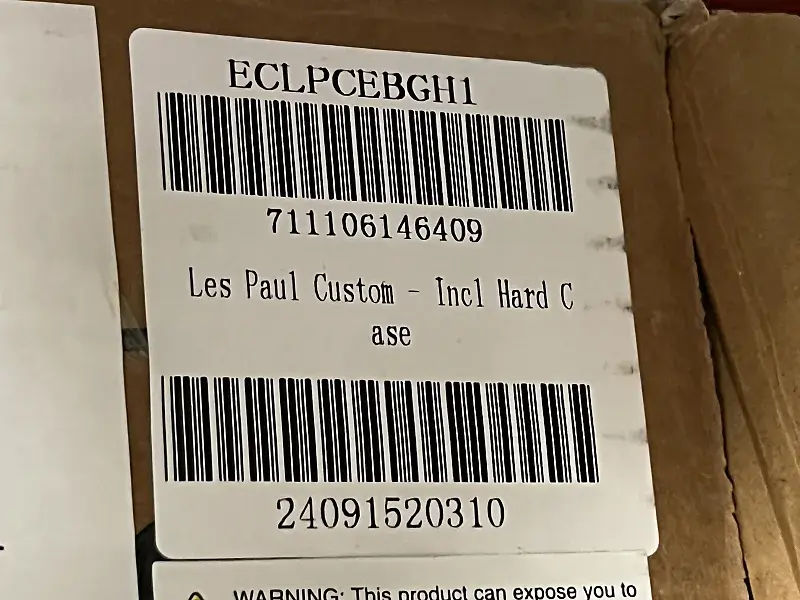 ECLPCEBGH1
711106146409
Les Paul Custom - Incl Hard C
ase
24091520310
WARNING: This product can expose you to